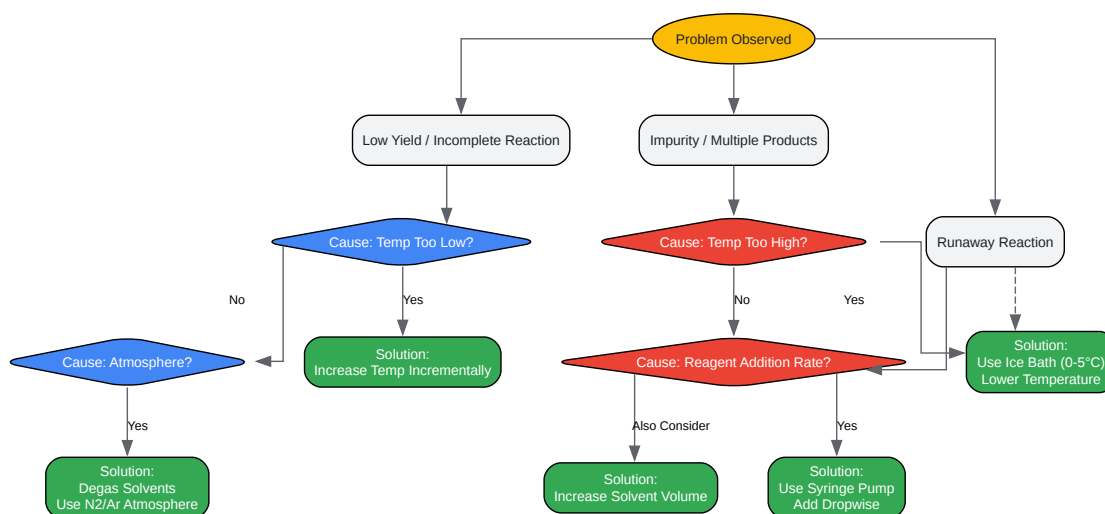 Problem Observed
Low Yield / Incomplete Reaction
Impurity / Multiple Products
Cause: Temp Too Low?
Cause: Temp Too High?
Runaway Reaction
No
Yes
No
Yes
Cause: Atmosphere?
Solution:
Increase Temp Incrementally
Cause: Reagent Addition Rate?
Solution:
Use Ice Bath (0-5°C)
Lower Temperature
Yes
Also Consider
Yes
Solution:
Degas Solvents
Use N2/Ar Atmosphere
Solution:
Increase Solvent Volume
Solution:
Use Syringe Pump
Add Dropwise